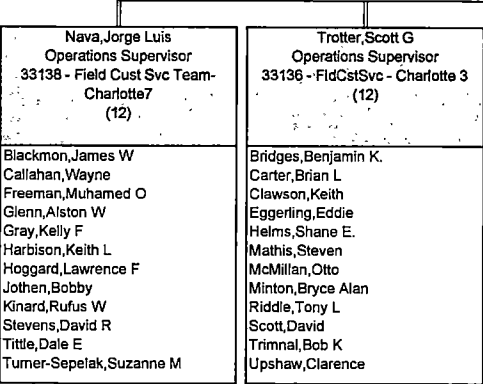 Nava,Jorge Luis
Operations Supervisor
33138 - Field Cust Svc Team-
Charlotte7
(12)
Blackmon,James W
Callahan,Wayne
Freeman,Muhamed O
Glenn,Alston W
Gray,Kelly F
Harbison,Keith L
Hoggard,Lawrence F
Jothen,Bobby
Kinard,Rufus W
Stevens,David R
Tittle,Dale E
Turner-Sepelak,Suzanne M
Trotter,Scott G
Operations Supervisor
33136 - FldCstSvc - Charlotte 3
(12)
Bridges,Benjamin K.
Carter,Brian L
Clawson,Keith
Eggerling,Eddie
Helms,Shane E.
Mathis,Steven
McMillan,Otto
Minton,Bryce Alan
Riddle,Tony L
Scott,David
Trimnal,Bob K
Upshaw,Clarence